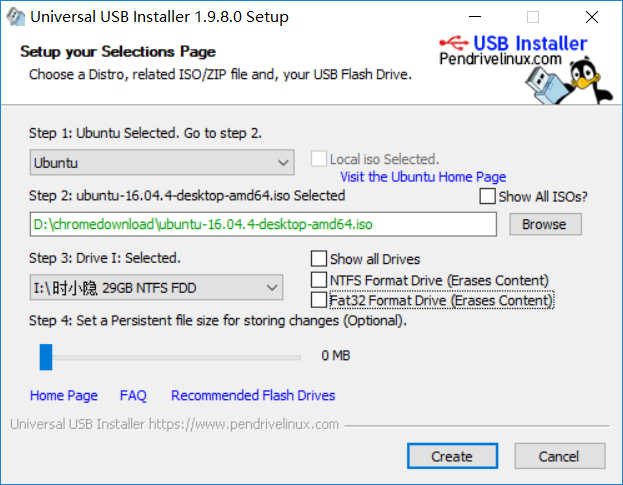 Universal USB Installer 1.9.8.0 Setup
Setup your Selections Page
Choose a Distro, related ISO/ZIP file and, your USB Flash Drive.
USB Installer
Pendrivelinux.com
Step 1: Ubuntu Selected. Go to step 2.
Ubuntu
Local iso Selected.
Visit the Ubuntu Home Page
Step 2: ubuntu-16.04.4-desktop-amd64.iso Selected
Show All ISOs?
D:\chromedownload\ubuntu-16.04.4-desktop-amd64.iso
Browse
Step 3: Drive I: Selected.
Show all Drives
I:\时小隐 29GB NTFS FDD
NTFS Format Drive (Erases Content)
Fat32 Format Drive (Erases Content)
Step 4: Set a Persistent file size for storing changes (Optional).
0 MB
Home Page FAQ Recommended Flash Drives
Universal USB Installer https://www.pendrivelinux.com
Create Cancel